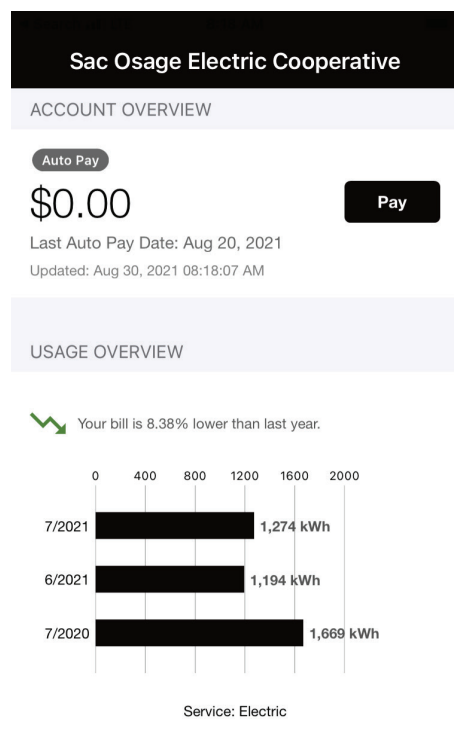 Sac Osage Electric Cooperative
ACCOUNT OVERVIEW
Auto Pay
$0.00
Pay
Last Auto Pay Date: Aug 20, 2021
Updated: Aug 30, 2021 08:18:07 AM
USAGE OVERVIEW
Your bill is 8.38% lower than last year.
0 400 800 1200 1600 2000
7/2021 1,274 kWh
6/2021 1,194 kWh
7/2020 1,669 kWh
Service: Electric